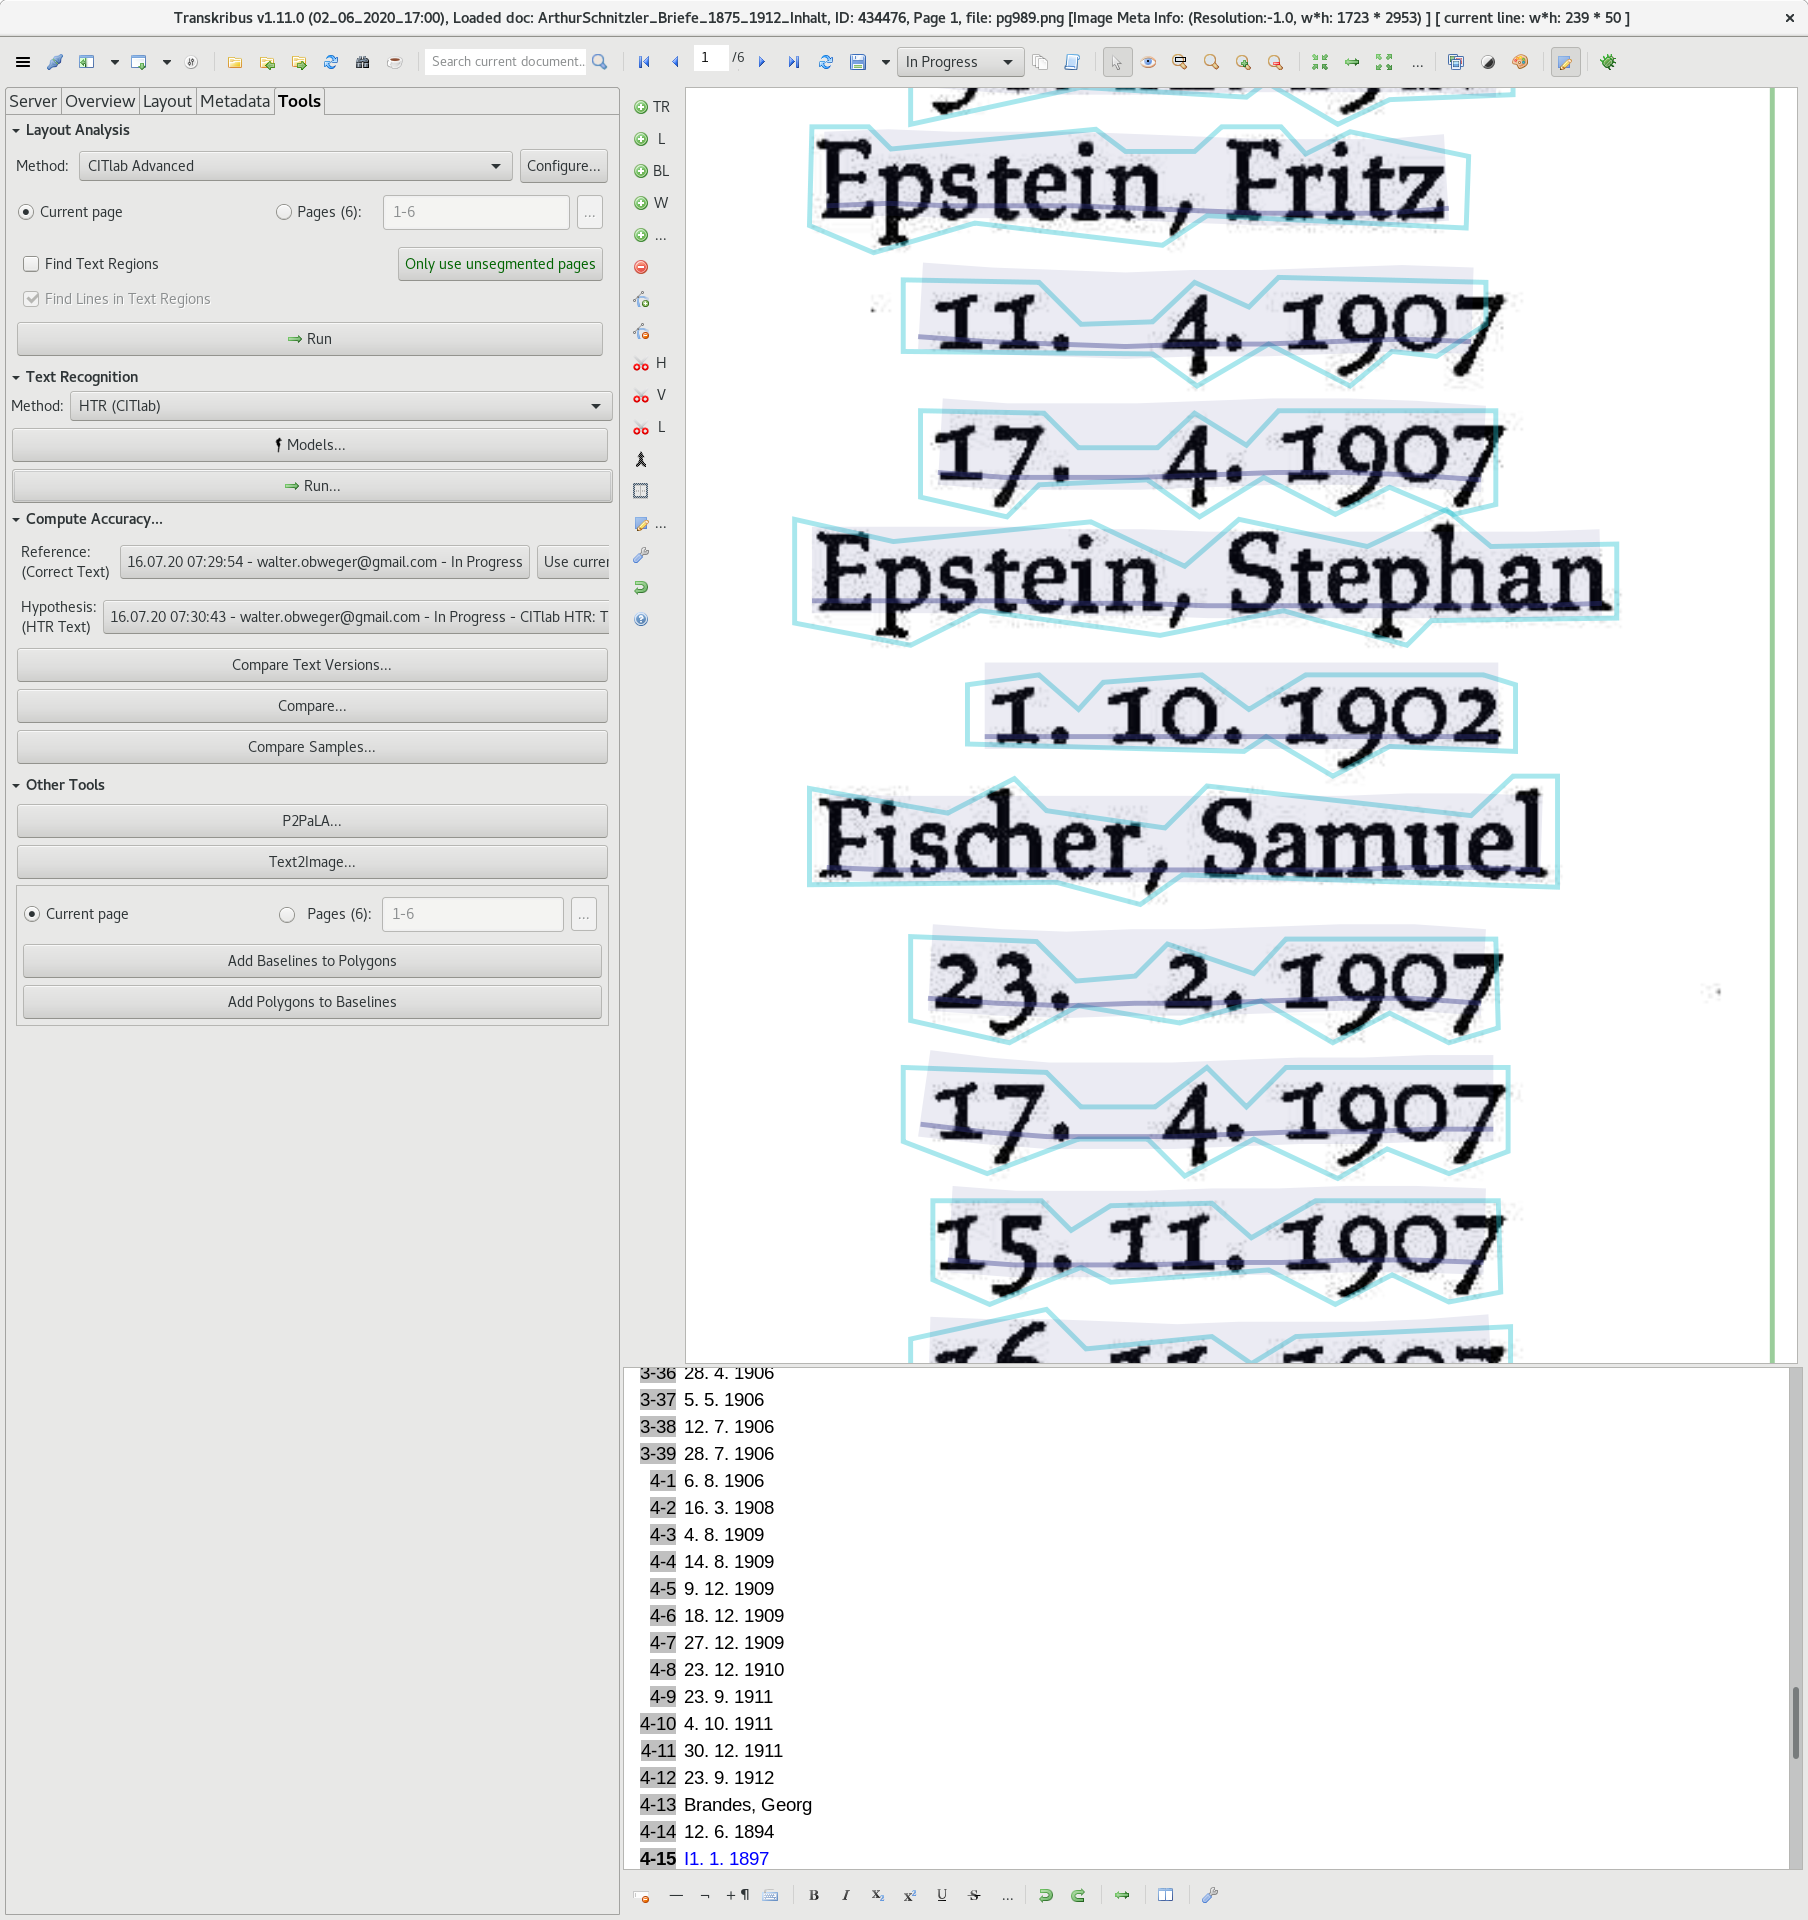 Transkribus v1.11.0 (02_06_2020_17:00), Loaded doc: ArthurSchnitzler_Briefe_1875_1912_Inhalt, ID: 434476, Page 1, file: pg989.png [Image Meta Info: (Resolution:-1.0, w*h: 1723 * 2953) ] [ current line: w*h: 239 * 50 ]
Search current document...
1 /6
In Progress
...
Server Overview Layout Metadata Tools
Layout Analysis
Method: CITlab Advanced Configure...
Current page Pages (6): 1-6 ...
Find Text Regions Only use unsegmented pages
Find Lines in Text Regions
Run
Text Recognition
Method: HTR (CITlab)
Models...
Run...
Compute Accuracy...
Reference:
(Correct Text)
16.07.20 07:29:54 - walter.obweger@gmail.com - In Progress
Use curren
Hypothesis:
(HTR Text)
16.07.20 07:30:43 - walter.obweger@gmail.com - In Progress - CITlab HTR: T
Compare Text Versions...
Compare...
Compare Samples...
Other Tools
P2PaLA...
Text2Image...
Current page Pages (6): 1-6 ...
Add Baselines to Polygons
Add Polygons to Baselines
TR
L
BL
W
...
H
V
L
...
Epstein, Fritz
11. 4. 1907
17. 4. 1907
Epstein, Stephan
1. 10. 1902
Fischer, Samuel
23. 2. 1907
17. 4. 1907
15. 11. 1907
3-36 28. 4. 1906
3-37 5. 5. 1906
3-38 12. 7. 1906
3-39 28. 7. 1906
4-1 6. 8. 1906
4-2 16. 3. 1908
4-3 4. 8. 1909
4-4 14. 8. 1909
4-5 9. 12. 1909
4-6 18. 12. 1909
4-7 27. 12. 1909
4-8 23. 12. 1910
4-9 23. 9. 1911
4-10 4. 10. 1911
4-11 30. 12. 1911
4-12 23. 9. 1912
4-13 Brandes, Georg
4-14 12. 6. 1894
4-15 I1. 1. 1897
— ¬ +¶ B I X₂ x² U S ...